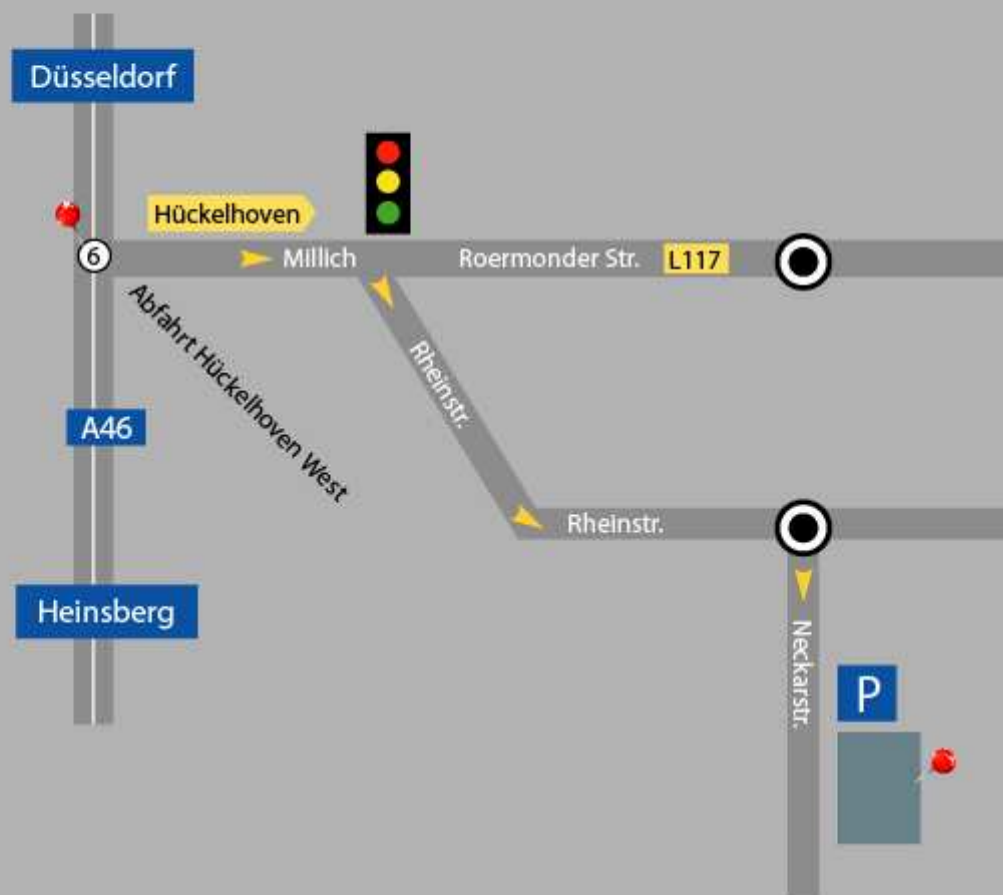 Düsseldorf
Hückelhoven
6
Millich
Roermonder Str.
L117
Abfahrt Hückelhoven West
Rheinstr.
A46
Rheinstr.
Heinsberg
Neckarstr.
P